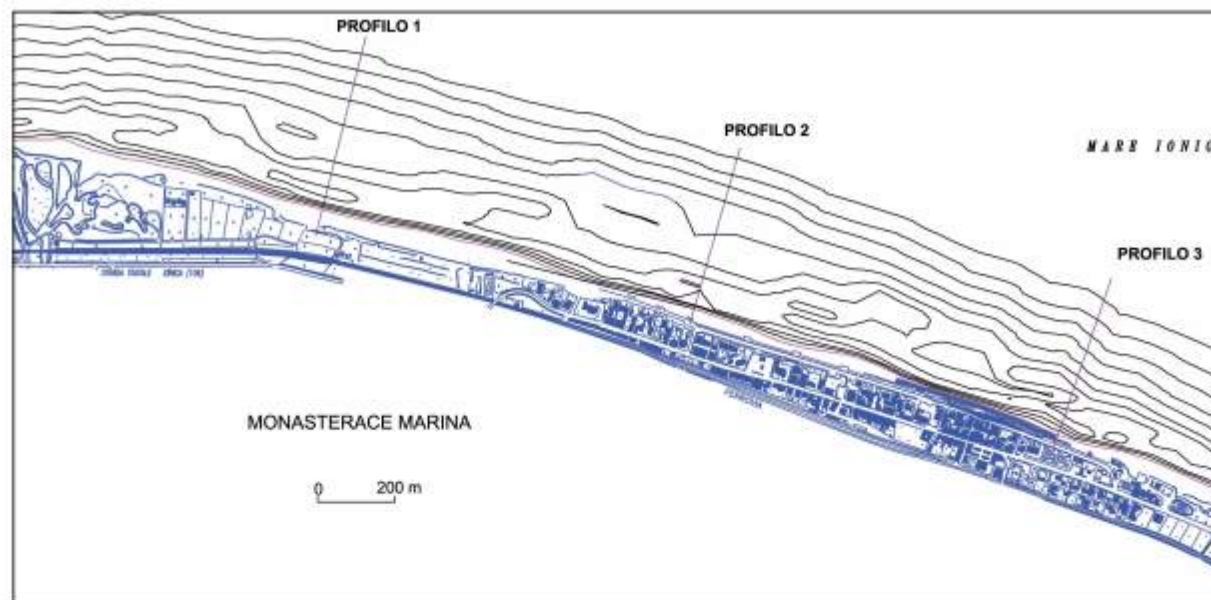 PROFILO 1
PROFILO 2
MARE IONIO
PROFILO 3
MONASTERACE MARINA
0 200 m